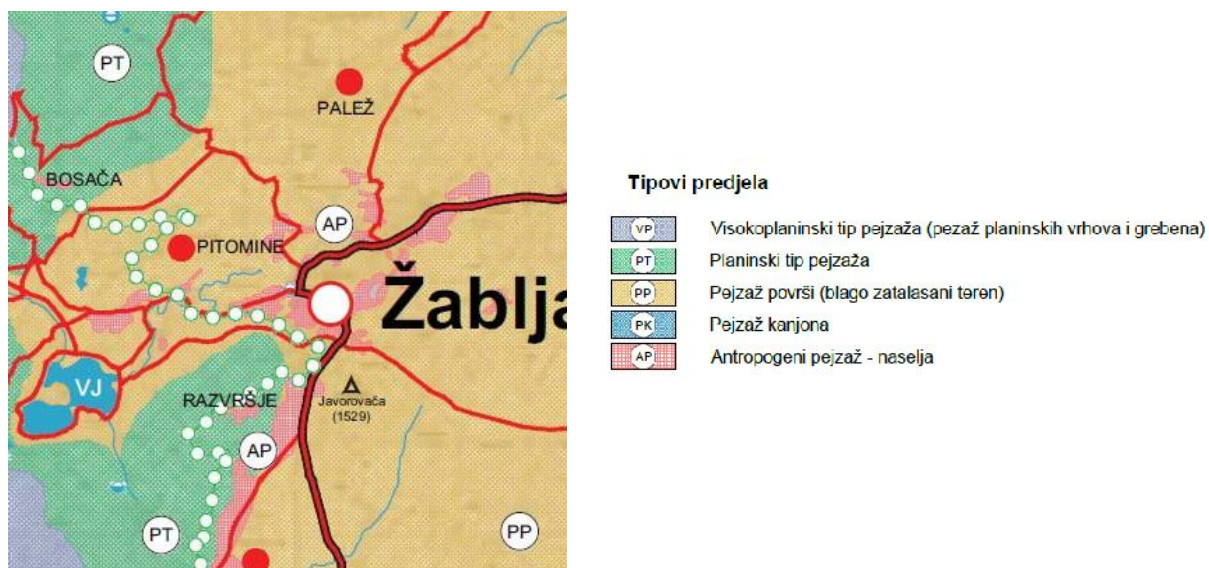 PT
PALEŽ
BOSAČA
AP
PITOMINE
Žablja
VJ
RAZVRŠJE
Javorovača
(1529)
AP
PT
PP
Tipovi predjela
VP Visokoplaninski tip pejzaža (pezaž planinskih vrhova i grebena)
PT Planinski tip pejzaža
PP Pejzaž površi (blago zatalasani teren)
PK Pejzaž kanjona
AP Antropogeni pejzaž - naselja